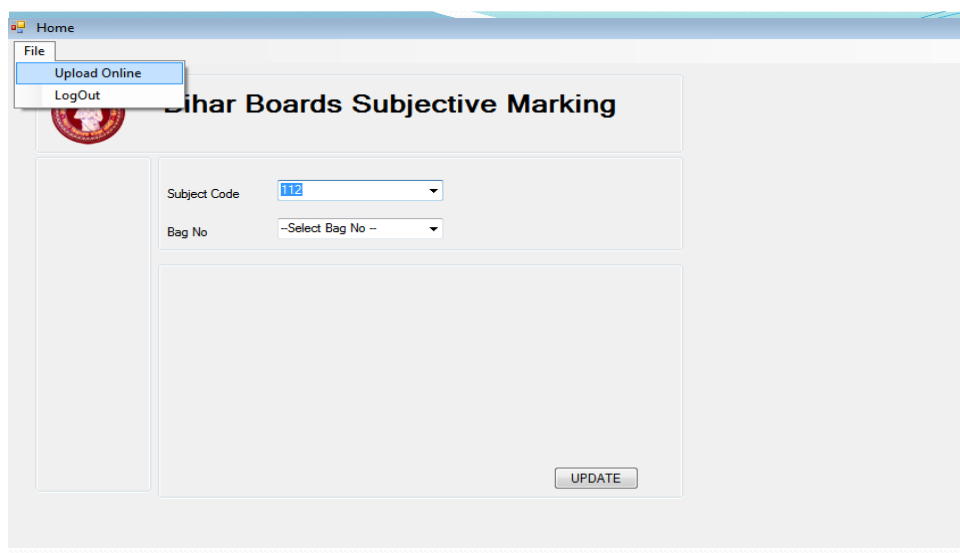 Home
File
Upload Online
LogOut
Bihar Boards Subjective Marking
Subject Code 112
Bag No --Select Bag No --
UPDATE